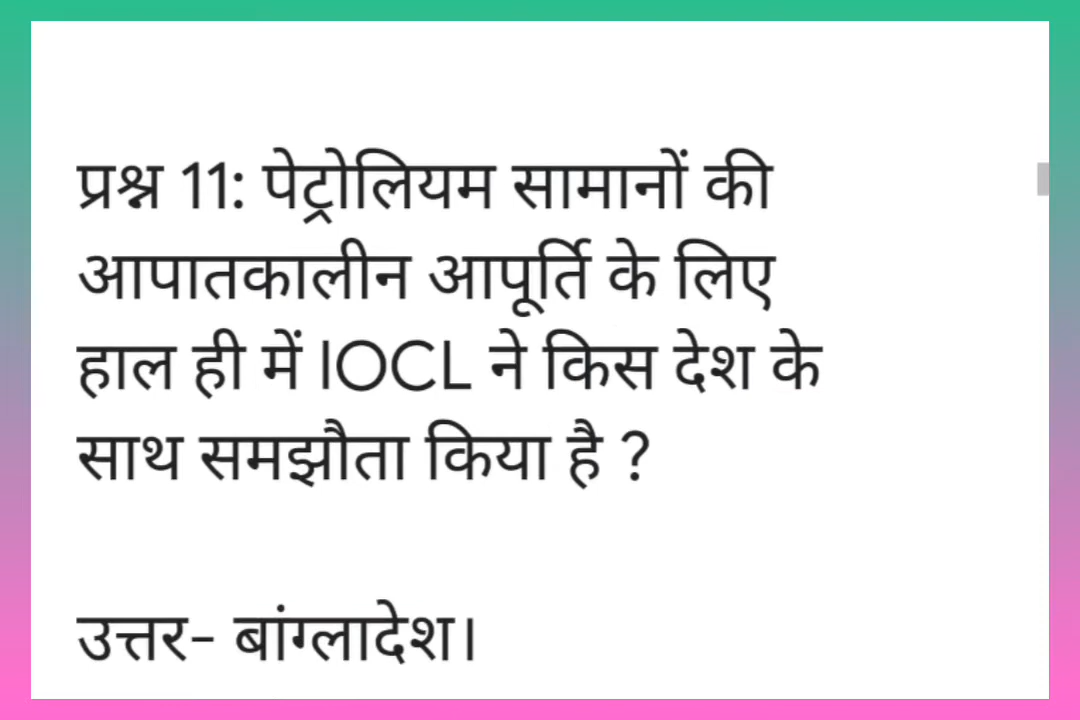 प्रश्न 11: पेट्रोलियम सामानों की
आपातकालीन आपूर्ति के लिए
हाल ही में IOCL ने किस देश के
साथ समझौता किया है ?
उत्तर- बांग्लादेश।